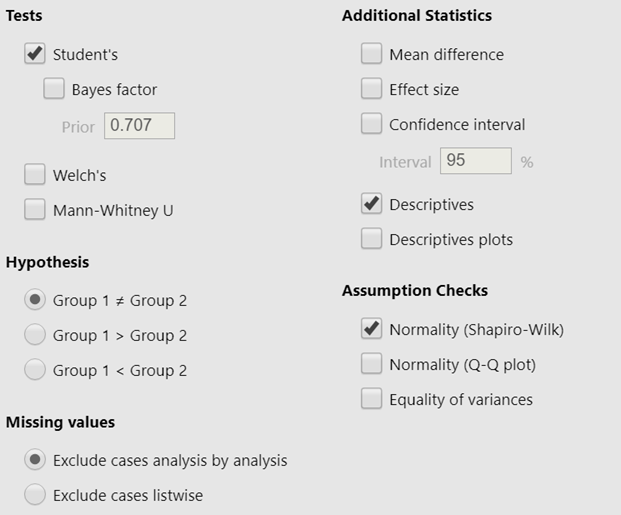 Tests
Student's
Bayes factor
Prior 0.707
Welch's
Mann-Whitney U
Hypothesis
Group 1 ≠ Group 2
Group 1 > Group 2
Group 1 < Group 2
Missing values
Exclude cases analysis by analysis
Exclude cases listwise
Additional Statistics
Mean difference
Effect size
Confidence interval
Interval 95 %
Descriptives
Descriptives plots
Assumption Checks
Normality (Shapiro-Wilk)
Normality (Q-Q plot)
Equality of variances